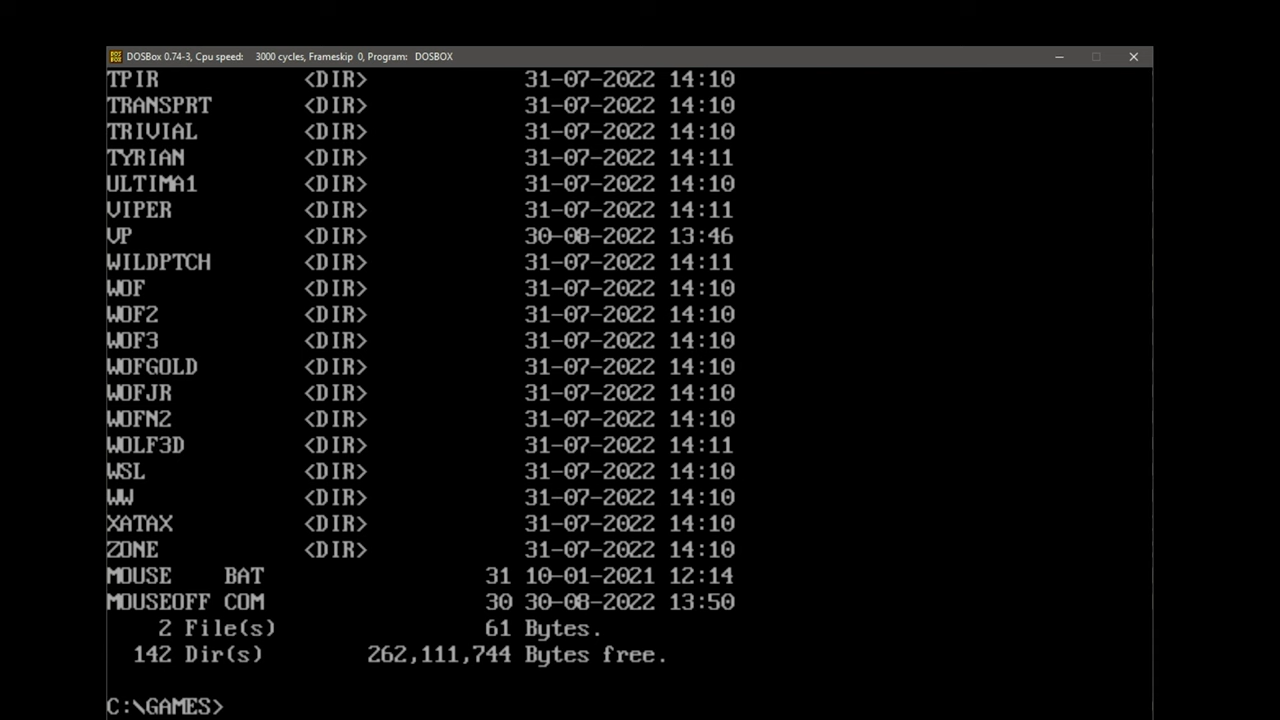 DOSBox 0.74-3, Cpu speed: 3000 cycles, Frameskip 0, Program: DOSBOX
TPIR <DIR> 31-07-2022 14:10
TRANSPRT <DIR> 31-07-2022 14:10
TRIVIAL <DIR> 31-07-2022 14:10
TYRIAN <DIR> 31-07-2022 14:11
ULTIMA1 <DIR> 31-07-2022 14:10
VIPER <DIR> 31-07-2022 14:11
VP <DIR> 30-08-2022 13:46
WILDPTCH <DIR> 31-07-2022 14:11
WOF <DIR> 31-07-2022 14:10
WOF2 <DIR> 31-07-2022 14:10
WOF3 <DIR> 31-07-2022 14:10
WOFGOLD <DIR> 31-07-2022 14:10
WOFJR <DIR> 31-07-2022 14:10
WOFN2 <DIR> 31-07-2022 14:10
WOLF3D <DIR> 31-07-2022 14:11
WSL <DIR> 31-07-2022 14:10
WW <DIR> 31-07-2022 14:10
XATAX <DIR> 31-07-2022 14:10
ZONE <DIR> 31-07-2022 14:10
MOUSE BAT 31 10-01-2021 12:14
MOUSEOFF COM 30 30-08-2022 13:50
2 File(s) 61 Bytes.
142 Dir(s) 262,111,744 Bytes free.
C:\GAMES>